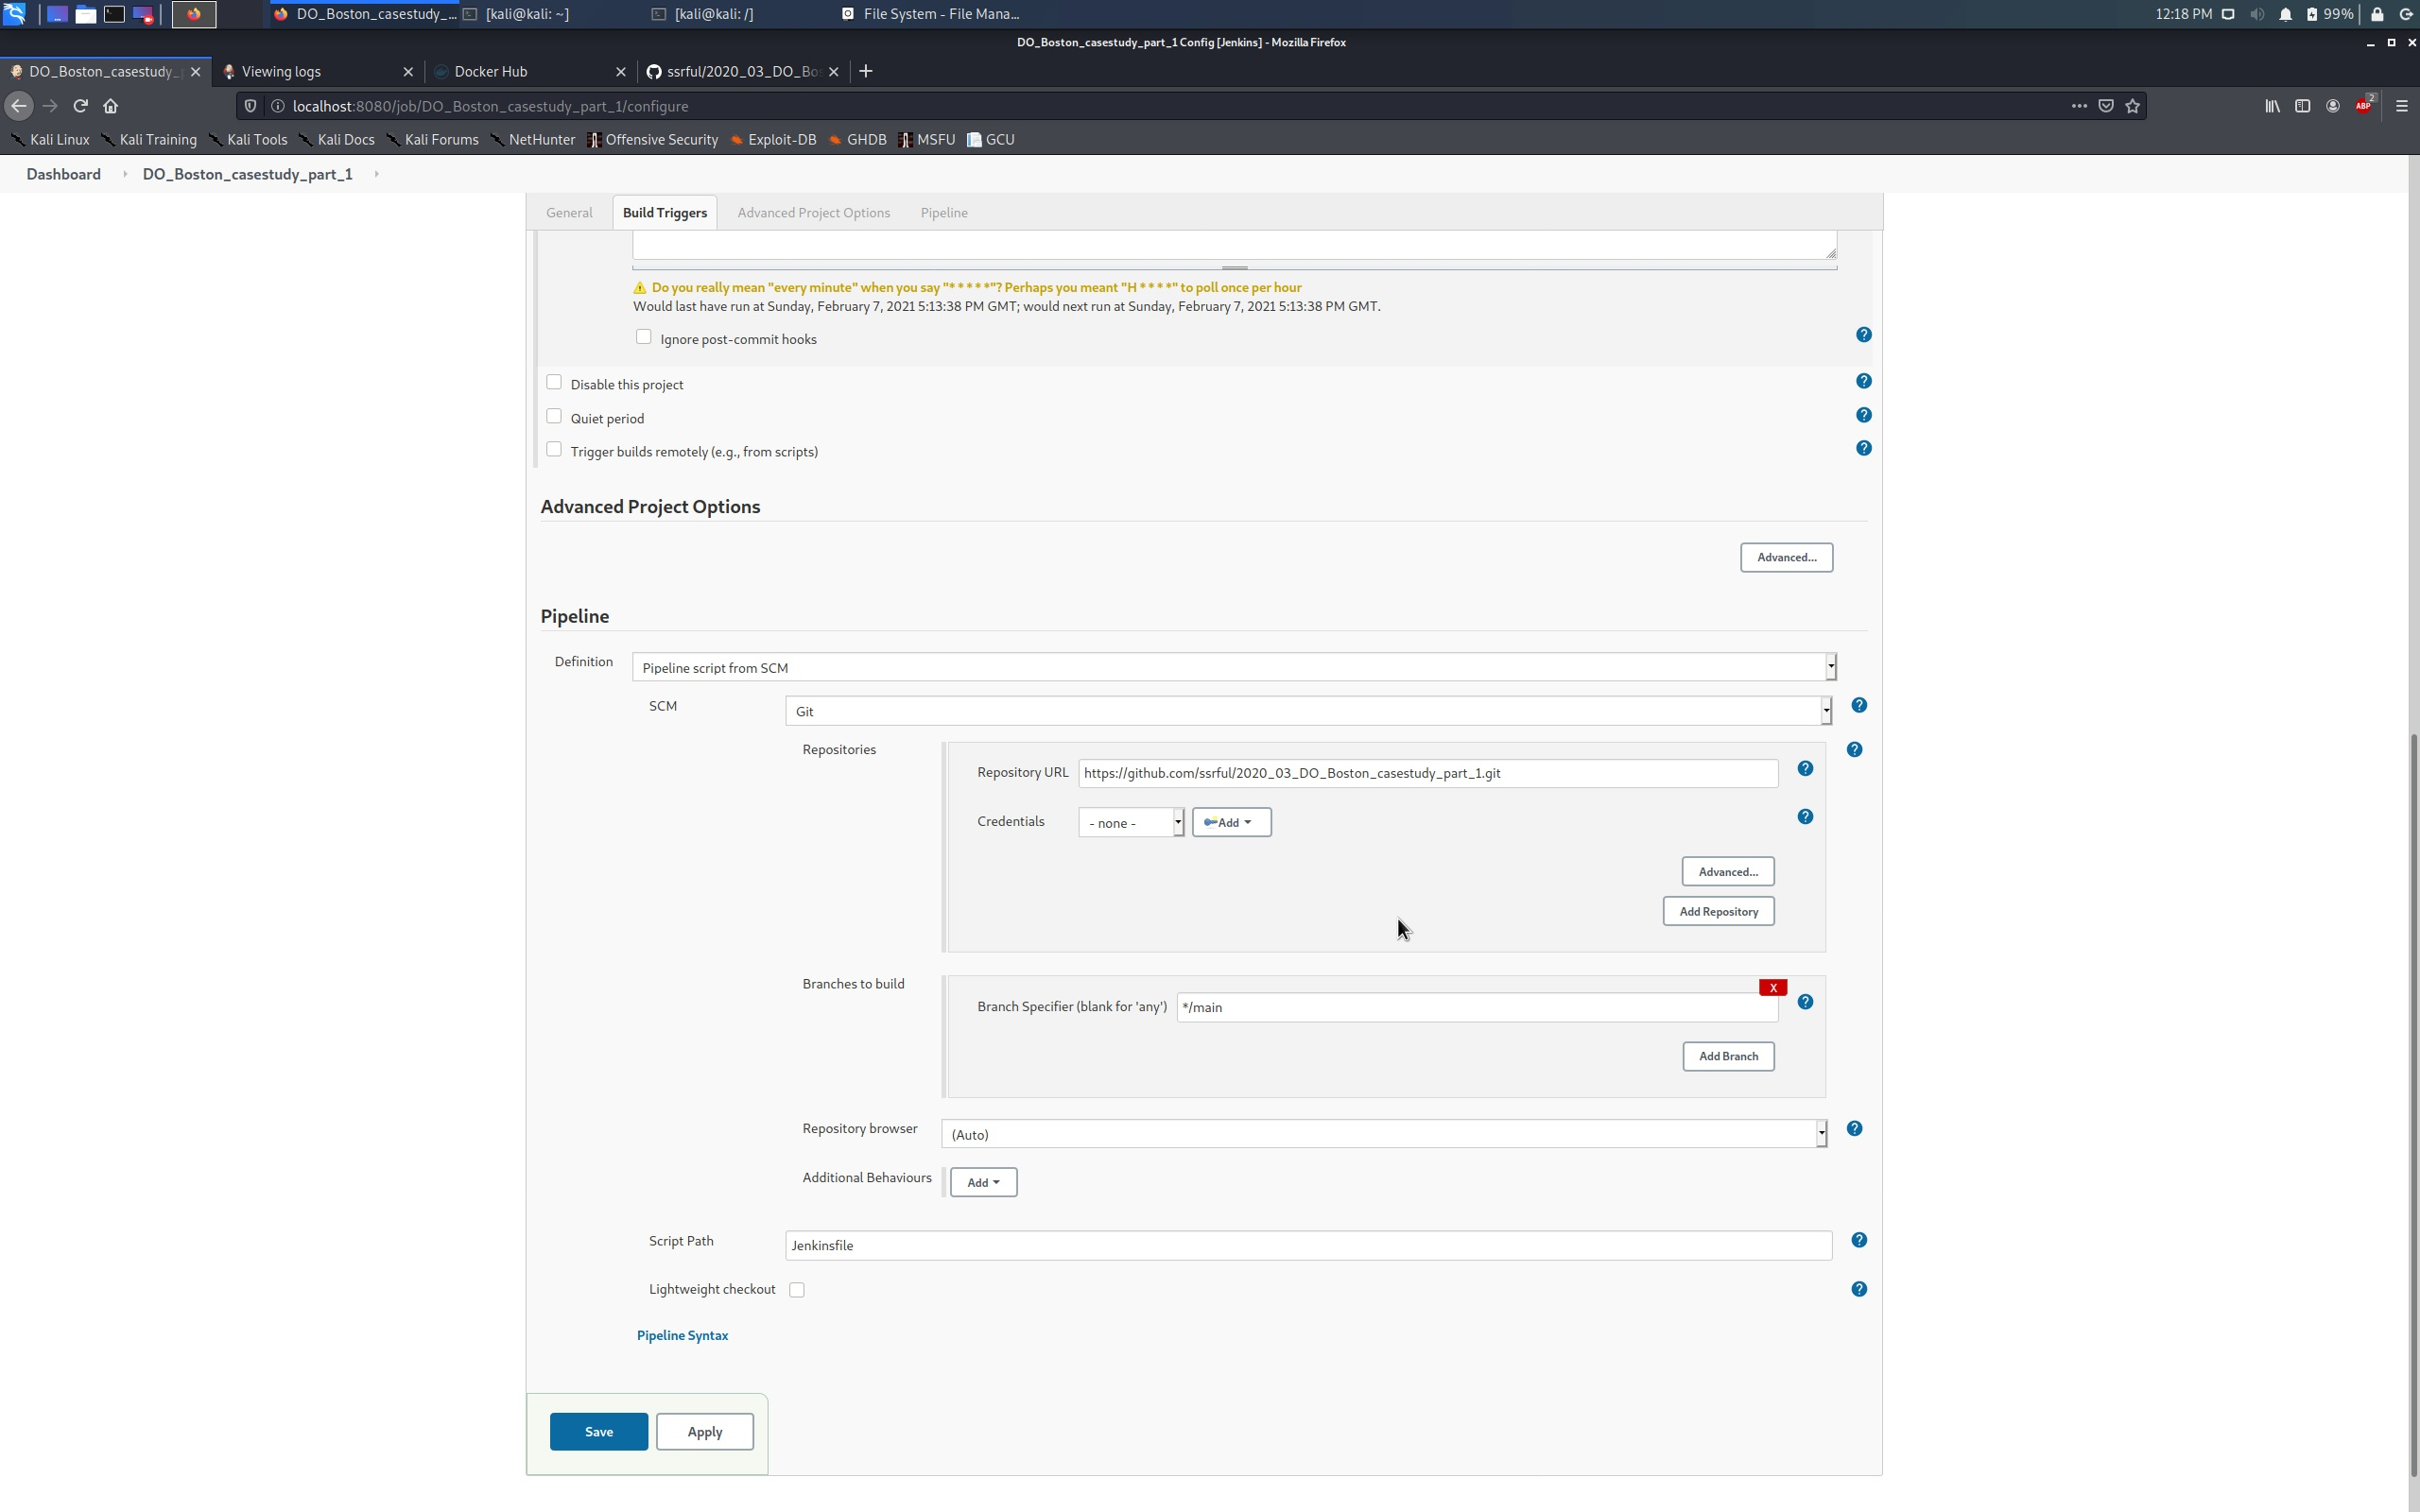 DO_Boston_casestudy_...
[kali@kali: ~]
[kali@kali: /]
File System - File Mana...
12:18 PM
99%
DO_Boston_casestudy_part_1 Config [Jenkins] - Mozilla Firefox
DO_Boston_casestudy_p
Viewing logs
Docker Hub
ssrful/2020_03_DO_Bos
localhost:8080/job/DO_Boston_casestudy_part_1/configure
ABP
2
Kali Linux
Kali Training
Kali Tools
Kali Docs
Kali Forums
NetHunter
Offensive Security
Exploit-DB
GHDB
MSFU
GCU
Dashboard
DO_Boston_casestudy_part_1
General
Build Triggers
Advanced Project Options
Pipeline
Do you really mean "every minute" when you say "* * * * *"? Perhaps you meant "H * * * *" to poll once per hour
Would last have run at Sunday, February 7, 2021 5:13:38 PM GMT; would next run at Sunday, February 7, 2021 5:13:38 PM GMT.
Ignore post-commit hooks
Disable this project
Quiet period
Trigger builds remotely (e.g., from scripts)
Advanced Project Options
Advanced...
Pipeline
Definition
Pipeline script from SCM
SCM
Git
Repositories
Repository URL
https://github.com/ssrful/2020_03_DO_Boston_casestudy_part_1.git
Credentials
- none -
Add
Advanced...
Add Repository
Branches to build
X
Branch Specifier (blank for 'any')
*/main
Add Branch
Repository browser
(Auto)
Additional Behaviours
Add
Script Path
Jenkinsfile
Lightweight checkout
Pipeline Syntax
Save
Apply